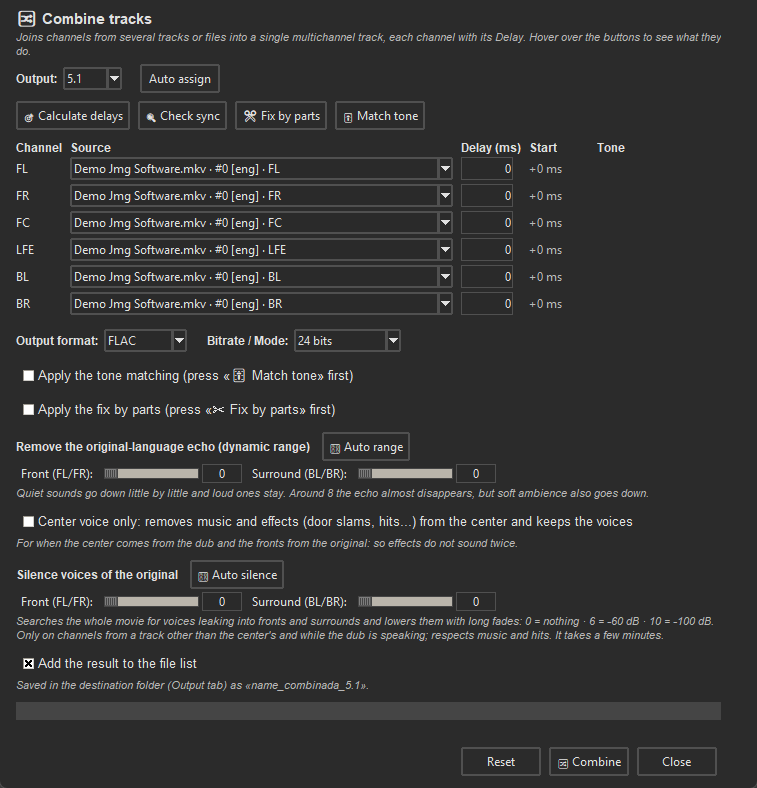 Combine tracks
Joins channels from several tracks or files into a single multichannel track, each channel with its Delay. Hover over the buttons to see what they
do.
Output: 5.1 Auto assign
Calculate delays Check sync Fix by parts Match tone
Channel Source Delay (ms) Start Tone
FL Demo Jmg Software.mkv · #0 [eng] · FL 0 +0 ms
FR Demo Jmg Software.mkv · #0 [eng] · FR 0 +0 ms
FC Demo Jmg Software.mkv · #0 [eng] · FC 0 +0 ms
LFE Demo Jmg Software.mkv · #0 [eng] · LFE 0 +0 ms
BL Demo Jmg Software.mkv · #0 [eng] · BL 0 +0 ms
BR Demo Jmg Software.mkv · #0 [eng] · BR 0 +0 ms
Output format: FLAC Bitrate / Mode: 24 bits
Apply the tone matching (press « Match tone» first)
Apply the fix by parts (press «✂ Fix by parts» first)
Remove the original-language echo (dynamic range) Auto range
Front (FL/FR): 0 Surround (BL/BR): 0
Quiet sounds go down little by little and loud ones stay. Around 8 the echo almost disappears, but soft ambience also goes down.
Center voice only: removes music and effects (door slams, hits...) from the center and keeps the voices
For when the center comes from the dub and the fronts from the original: so effects do not sound twice.
Silence voices of the original Auto silence
Front (FL/FR): 0 Surround (BL/BR): 0
Searches the whole movie for voices leaking into fronts and surrounds and lowers them with long fades: 0 = nothing · 6 = -60 dB · 10 = -100 dB.
Only on channels from a track other than the center's and while the dub is speaking; respects music and hits. It takes a few minutes.
Add the result to the file list
Saved in the destination folder (Output tab) as «name_combinada_5.1».
Reset Combine Close